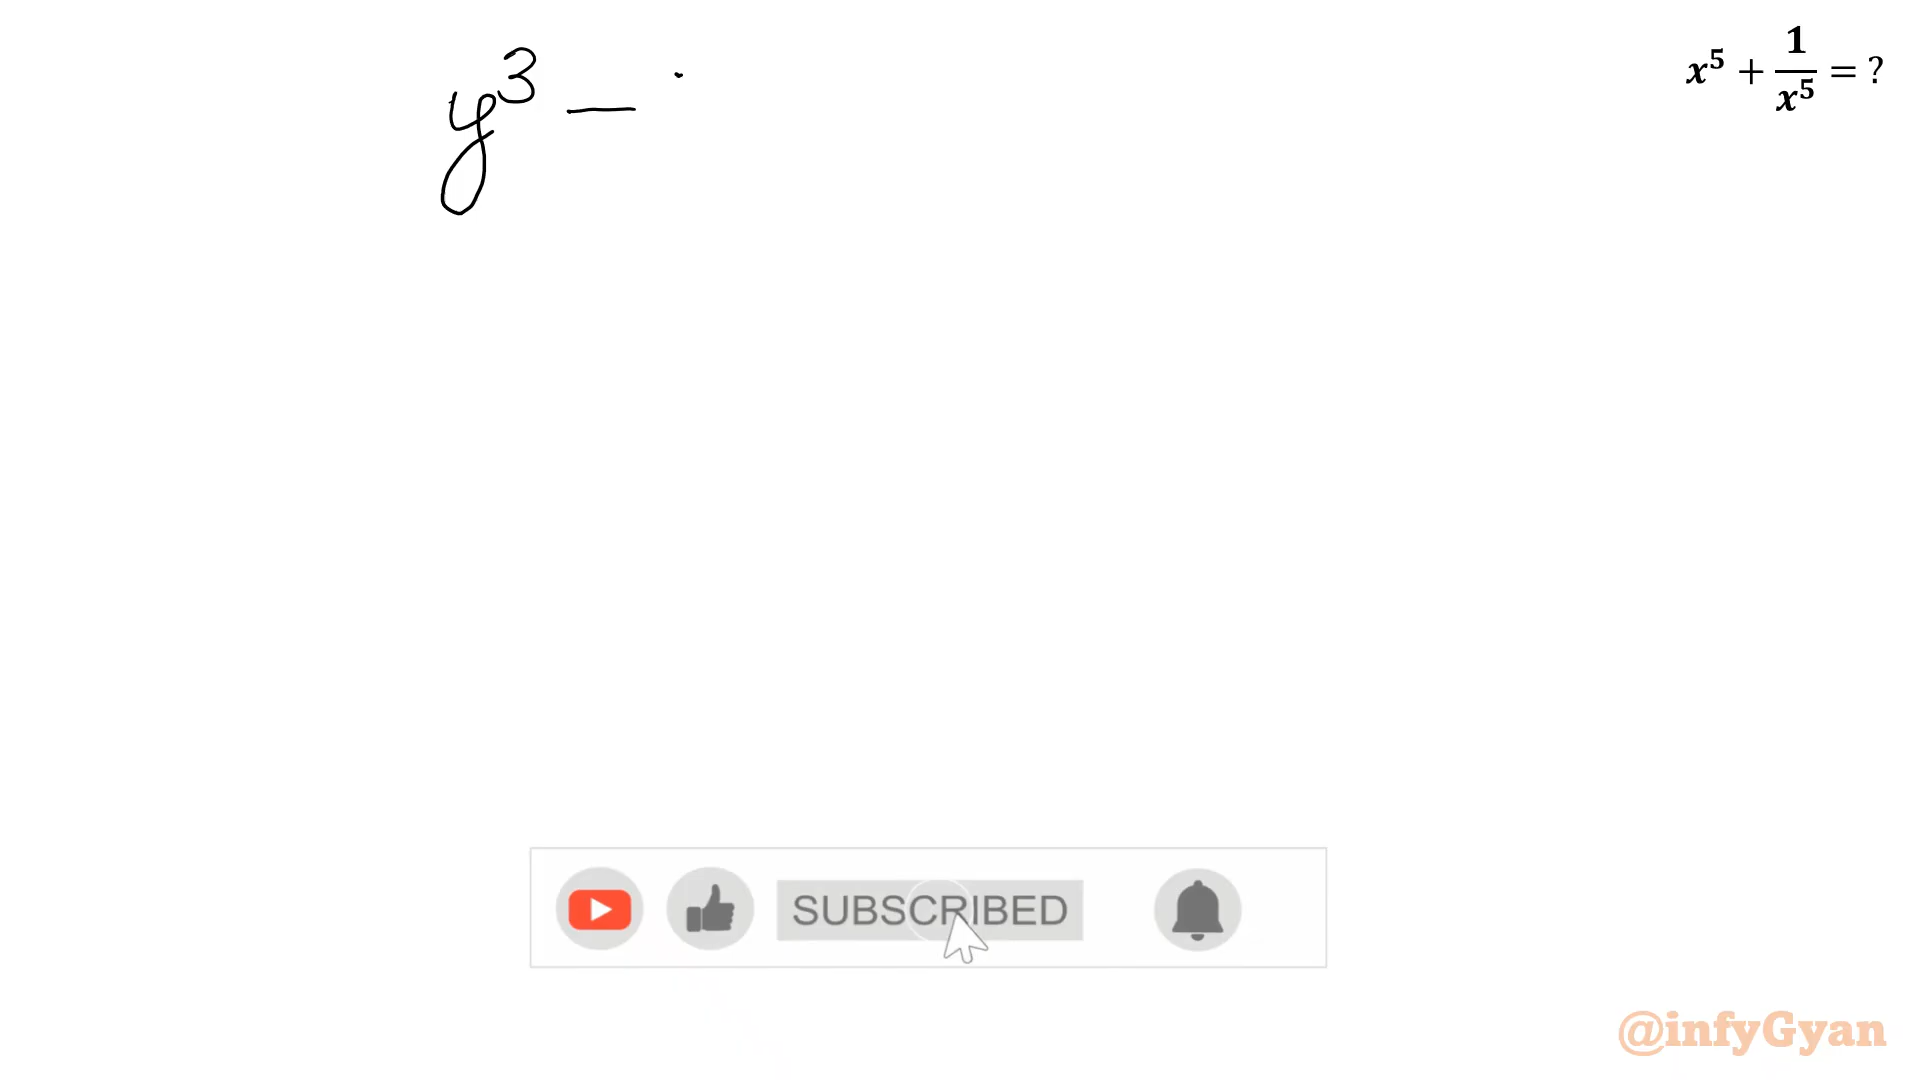 y³ —
x⁵ + 1/x⁵ = ?
SUBSCRIBED
@infyGyan